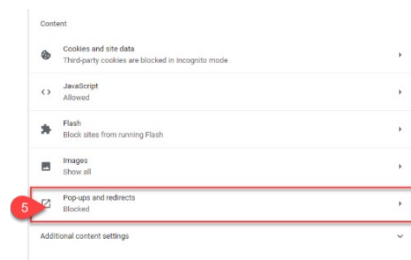 Content
Cookies and site data
Third-party cookies are blocked in Incognito mode
JavaScript
Allowed
Flash
Block sites from running Flash
Images
Show all
5
Pop-ups and redirects
Blocked
Additional content settings